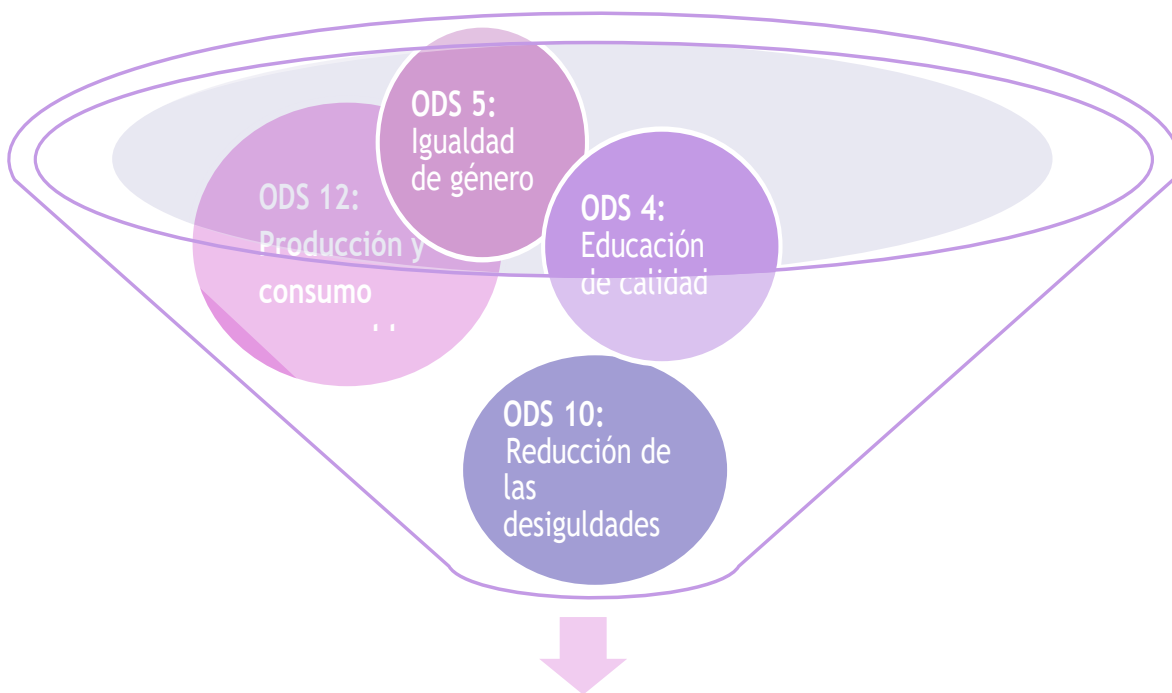 ODS 5:
Igualdad
de género
ODS 12:
Producción y
consumo
ODS 4:
Educación
de calidad
ODS 10:
Reducción de
las
desiguldades